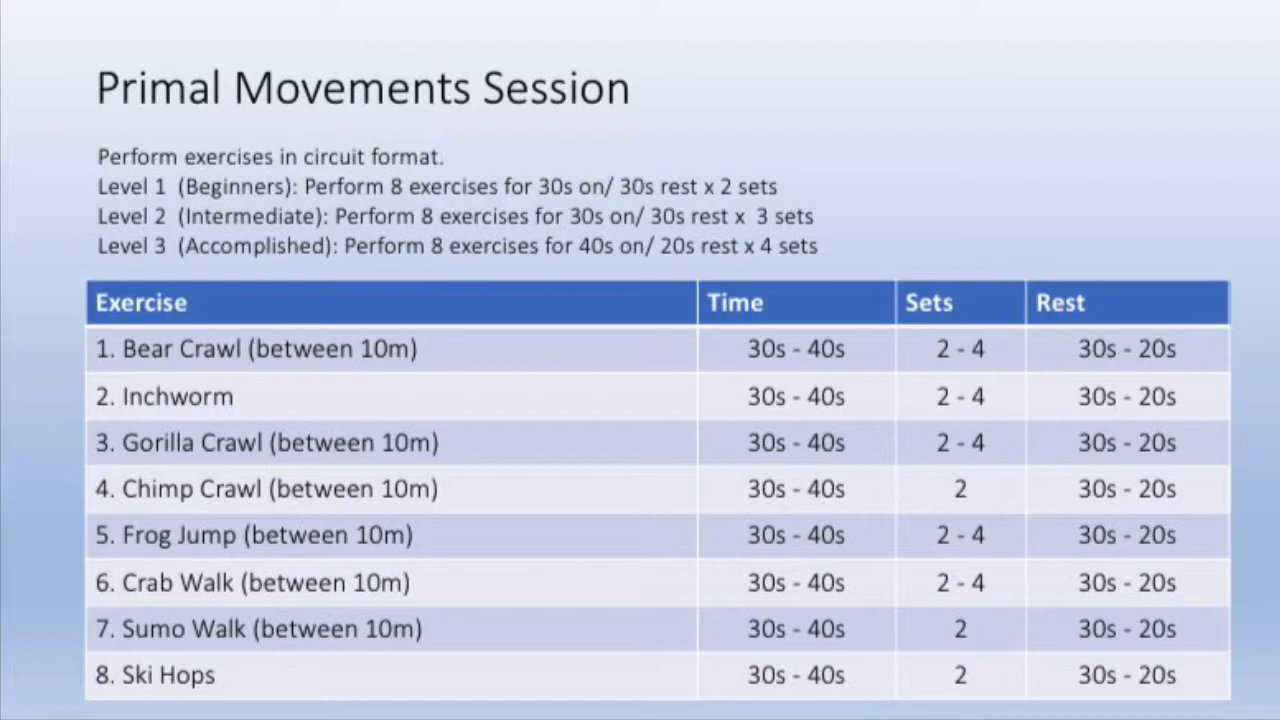 Primal Movements Session
Perform exercises in circuit format.
Level 1 (Beginners): Perform 8 exercises for 30s on/ 30s rest x 2 sets
Level 2 (Intermediate): Perform 8 exercises for 30s on/ 30s rest x 3 sets
Level 3 (Accomplished): Perform 8 exercises for 40s on/ 20s rest x 4 sets
Exercise Time Sets Rest
1. Bear Crawl (between 10m) 30s - 40s 2 - 4 30s - 20s
2. Inchworm 30s - 40s 2 - 4 30s - 20s
3. Gorilla Crawl (between 10m) 30s - 40s 2 - 4 30s - 20s
4. Chimp Crawl (between 10m) 30s - 40s 2 30s - 20s
5. Frog Jump (between 10m) 30s - 40s 2 - 4 30s - 20s
6. Crab Walk (between 10m) 30s - 40s 2 - 4 30s - 20s
7. Sumo Walk (between 10m) 30s - 40s 2 30s - 20s
8. Ski Hops 30s - 40s 2 30s - 20s